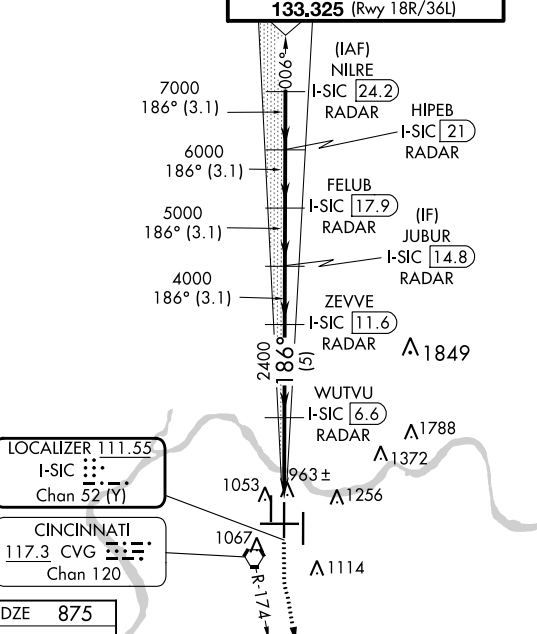 133.325 (Rwy 18R/36L)
006°
(IAF)
NILRE
I-SIC 24.2
RADAR
7000
186° (3.1)
HIPEB
I-SIC 21
RADAR
6000
186° (3.1)
FELUB
I-SIC 17.9
RADAR
5000
186° (3.1)
(IF)
JUBUR
I-SIC 14.8
RADAR
4000
186° (3.1)
ZEVVE
I-SIC 11.6
RADAR
2400
186°
(5)
1849
WUTVU
I-SIC 6.6
RADAR
1788
1372
LOCALIZER 111.55
I-SIC
Chan 52 (Y)
963 ±
1053
1256
CINCINNATI
117.3 CVG
Chan 120
1067
1114
R-174
DZE 875